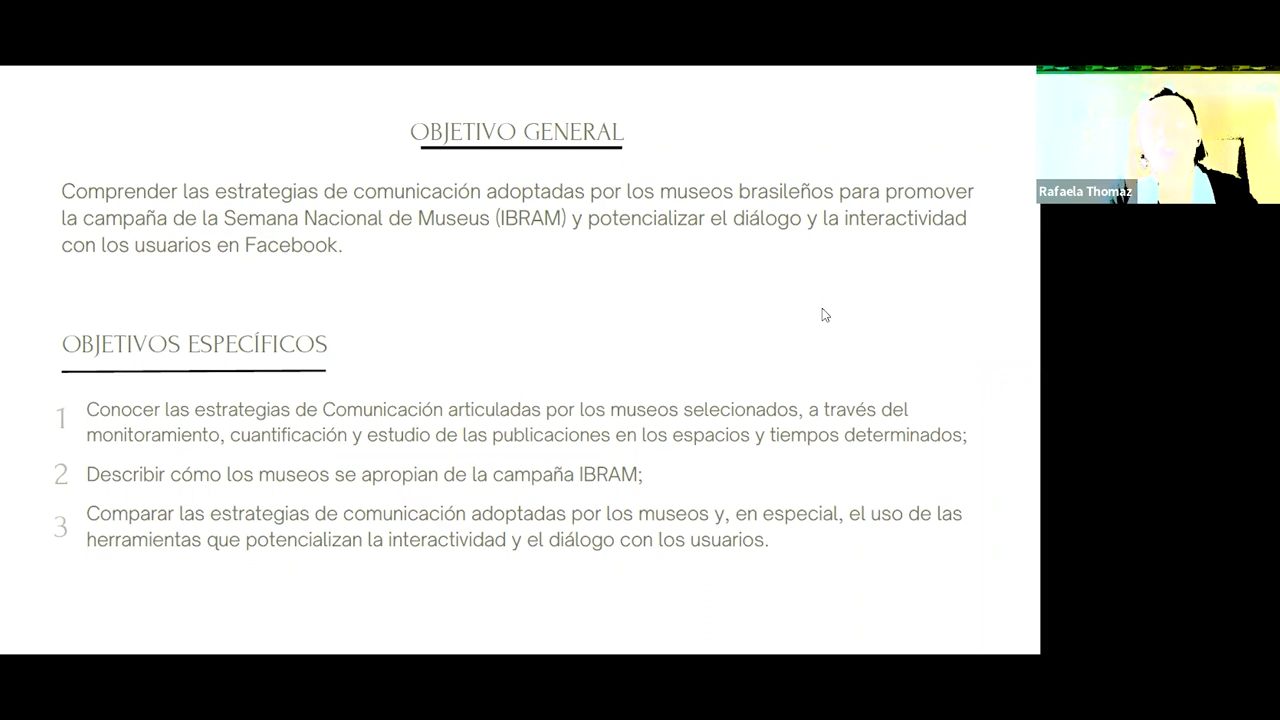 OBJETIVO GENERAL
Comprender las estrategias de comunicación adoptadas por los museos brasileños para promover
la campaña de la Semana Nacional de Museus (IBRAM) y potencializar el diálogo y la interactividad
con los usuarios en Facebook.
OBJETIVOS ESPECÍFICOS
1 Conocer las estrategias de Comunicación articuladas por los museos selecionados, a través del
monitoramiento, cuantificación y estudio de las publicaciones en los espacios y tiempos determinados;
2 Describir cómo los museos se apropian de la campaña IBRAM;
3 Comparar las estrategias de comunicación adoptadas por los museos y, en especial, el uso de las
herramientas que potencializan la interactividad y el diálogo con los usuarios.
Rafaela Thomaz